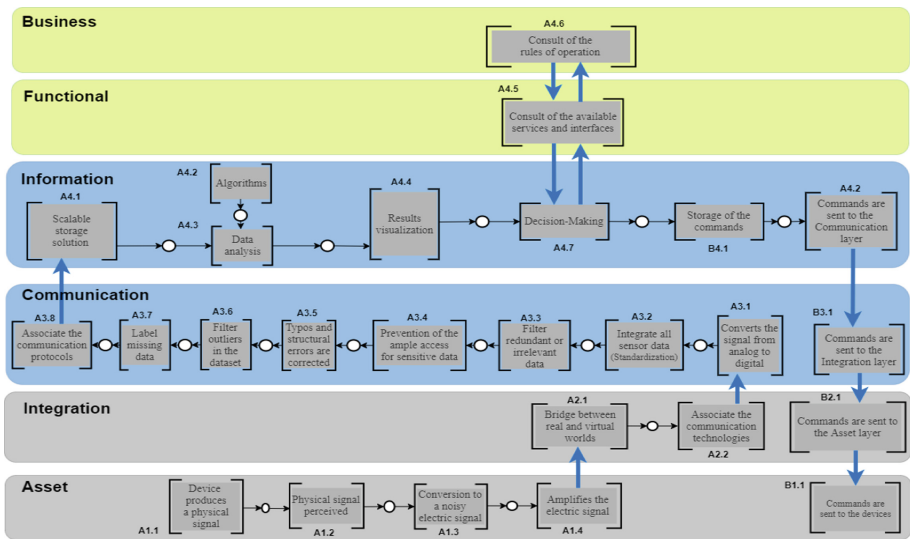 Business
A4.6
Consult of the
rules of operation
Functional
A4.5
Consult of the available
services and interfaces
Information
A4.1
Scalable
storage
solution
A4.2
Algorithms
A4.3
Data
analysis
A4.4
Results
visualization
Decision-Making
A4.7
Storage of the
commands
B4.1
A4.2
Commands are
sent to the
Communication
layer
Communication
A3.8
Associate the
communication
protocols
A3.7
Label
missing
data
A3.6
Filter
outliers
in the
dataset
A3.5
Typos and
structural
errors are
corrected
A3.4
Prevention of the
ample access
for sensitive data
A3.3
Filter
redundant or
irrelevant
data
A3.2
Integrate all
sensor data
(Standardization)
A3.1
Converts the
signal from
analog to
digital
B3.1
Commands are
sent to the
Integration layer
Integration
A2.1
Bridge between
real and virtual
worlds
Associate the
communication
technologies
A2.2
B2.1
Commands are sent to
the Asset layer
Asset
Device
produces
a physical
signal
A1.1
Physical signal
perceived
A1.2
Conversion to
a noisy
electric signal
A1.3
Amplifies the
electric signal
A1.4
B1.1
Commands are
sent to the devices